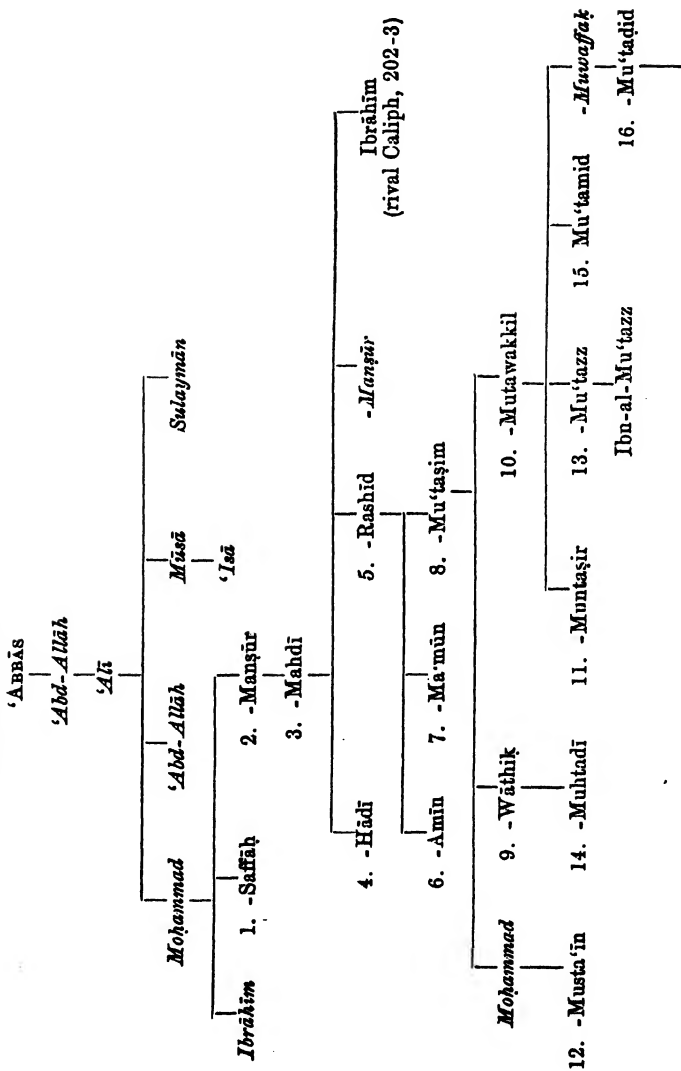 ‘ABBĀS
‘Abd-Allāh
‘Alī
Moḥammad ‘Abd-Allāh Mūsā Sulaymān
‘Īsā
Ibrāhīm 1. -Saffāḥ 2. -Manṣūr
3. -Mahdī
4. -Hādī 5. -Rashīd -Manṣūr Ibrāhīm
(rival Caliph, 202-3)
6. -Amīn 7. -Ma’mūn 8. -Mu‘taṣim
Moḥammad 9. -Wāthiḳ 10. -Mutawakkil
12. -Musta‘īn 14. -Muhtadī 11. -Muntaṣir 13. -Mu‘tazz 15. Mu‘tamid -Muwaffaḳ
Ibn-al-Mu‘tazz 16. -Mu‘taḍid